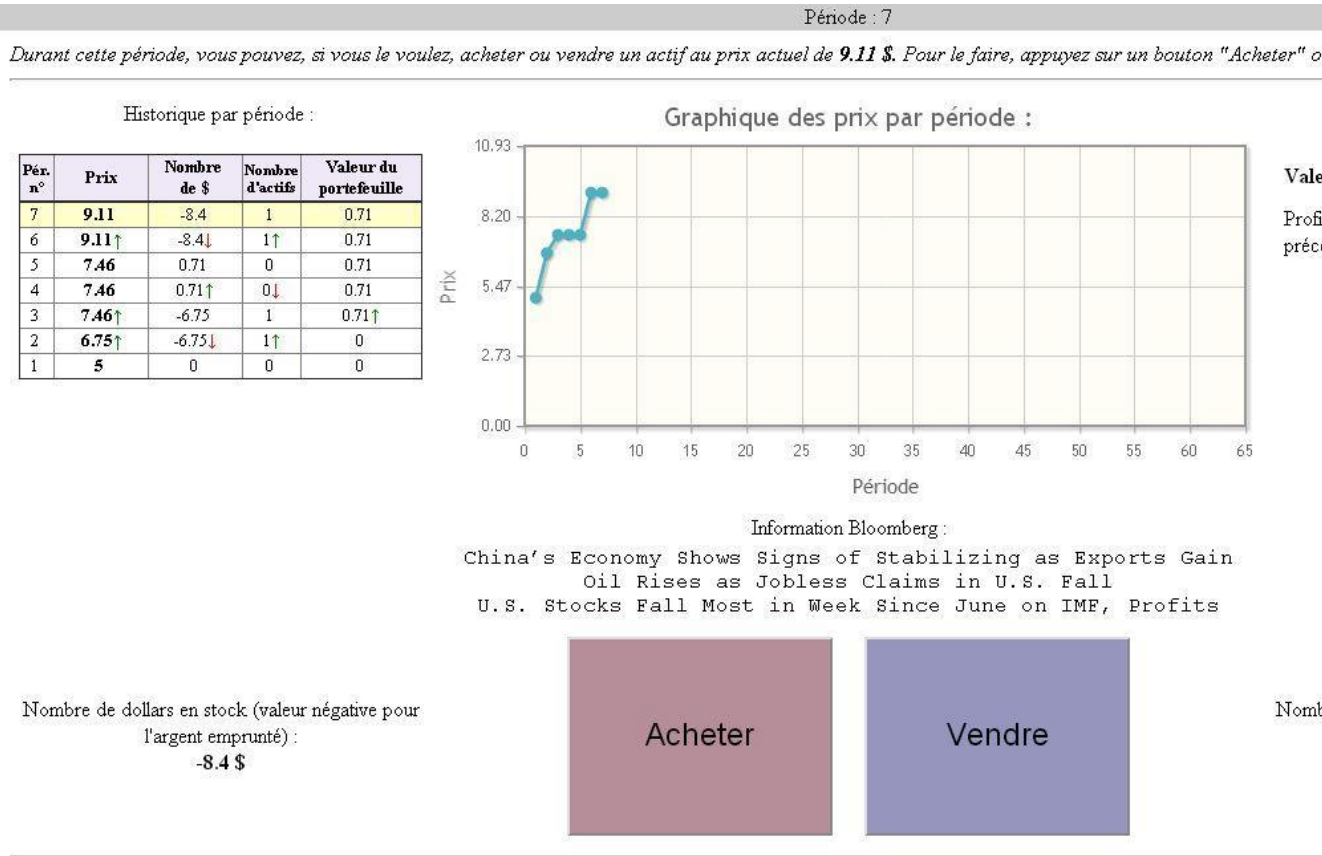 Période : 7
Durant cette période, vous pouvez, si vous le voulez, acheter ou vendre un actif au prix actuel de 9.11 $. Pour le faire, appuyez sur un bouton "Acheter" o
Historique par période :
Pér. n° Prix Nombre de $ Nombre d'actifs Valeur du portefeuille
7 9.11 -8.4 1 0.71
6 9.11↑ -8.4↓ 1↑ 0.71
5 7.46 0.71 0 0.71
4 7.46 0.71↑ 0↓ 0.71
3 7.46↑ -6.75 1 0.71↑
2 6.75↑ -6.75↓ 1↑ 0
1 5 0 0 0
Graphique des prix par période :
10.93
8.20
5.47
2.73
0.00
Prix
0 5 10 15 20 25 30 35 40 45 50 55 60 65
Période
Vale
Profi
préc
Information Bloomberg :
China's Economy Shows Signs of Stabilizing as Exports Gain
Oil Rises as Jobless Claims in U.S. Fall
U.S. Stocks Fall Most in Week Since June on IMF, Profits
Nombre de dollars en stock (valeur négative pour
l'argent emprunté) :
-8.4 $
Acheter
Vendre
Nomb